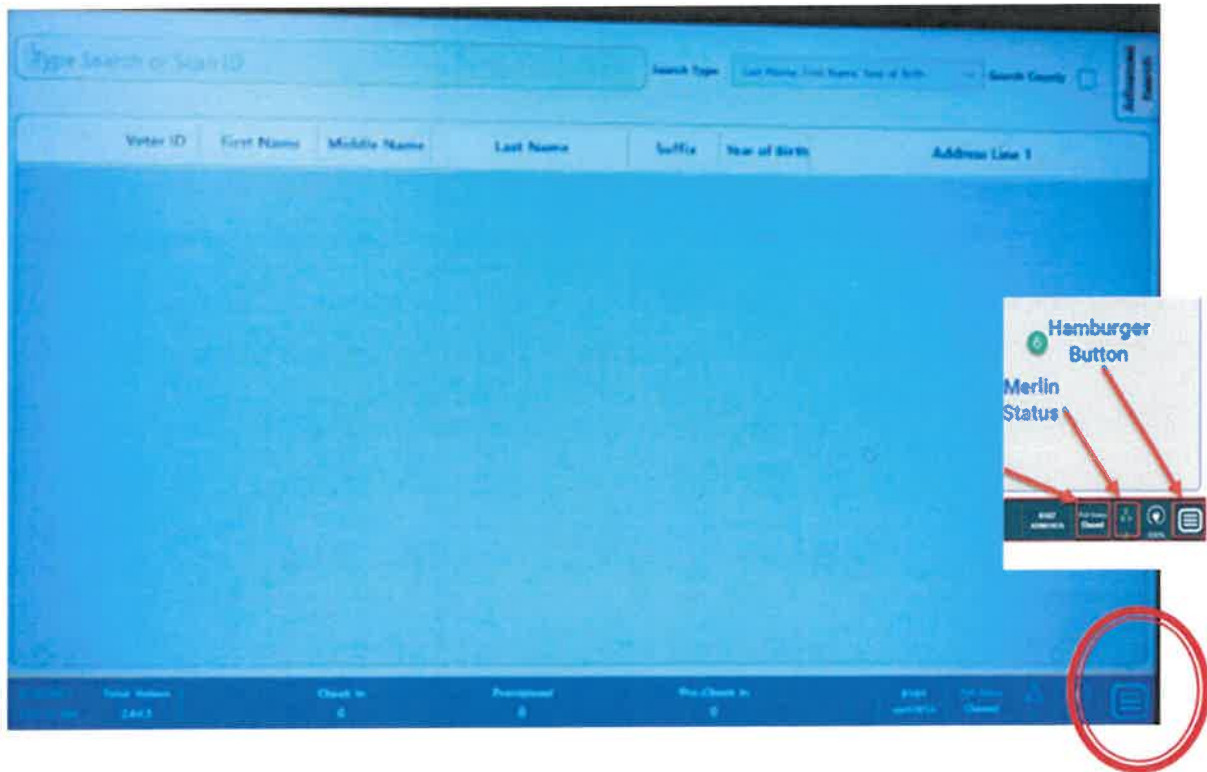 Type Search or Scan ID
Search Type
Last Name, First Name, Year of Birth
Search County
Advanced
Search
Voter ID First Name Middle Name Last Name Suffix Year of Birth Address Line 1
6
Hamburger
Button
Merlin
Status
Poll Status
Closed
100%
Total Voters
Check In
0
Provisional
0
Pre-Check In
0
Poll Status
Closed